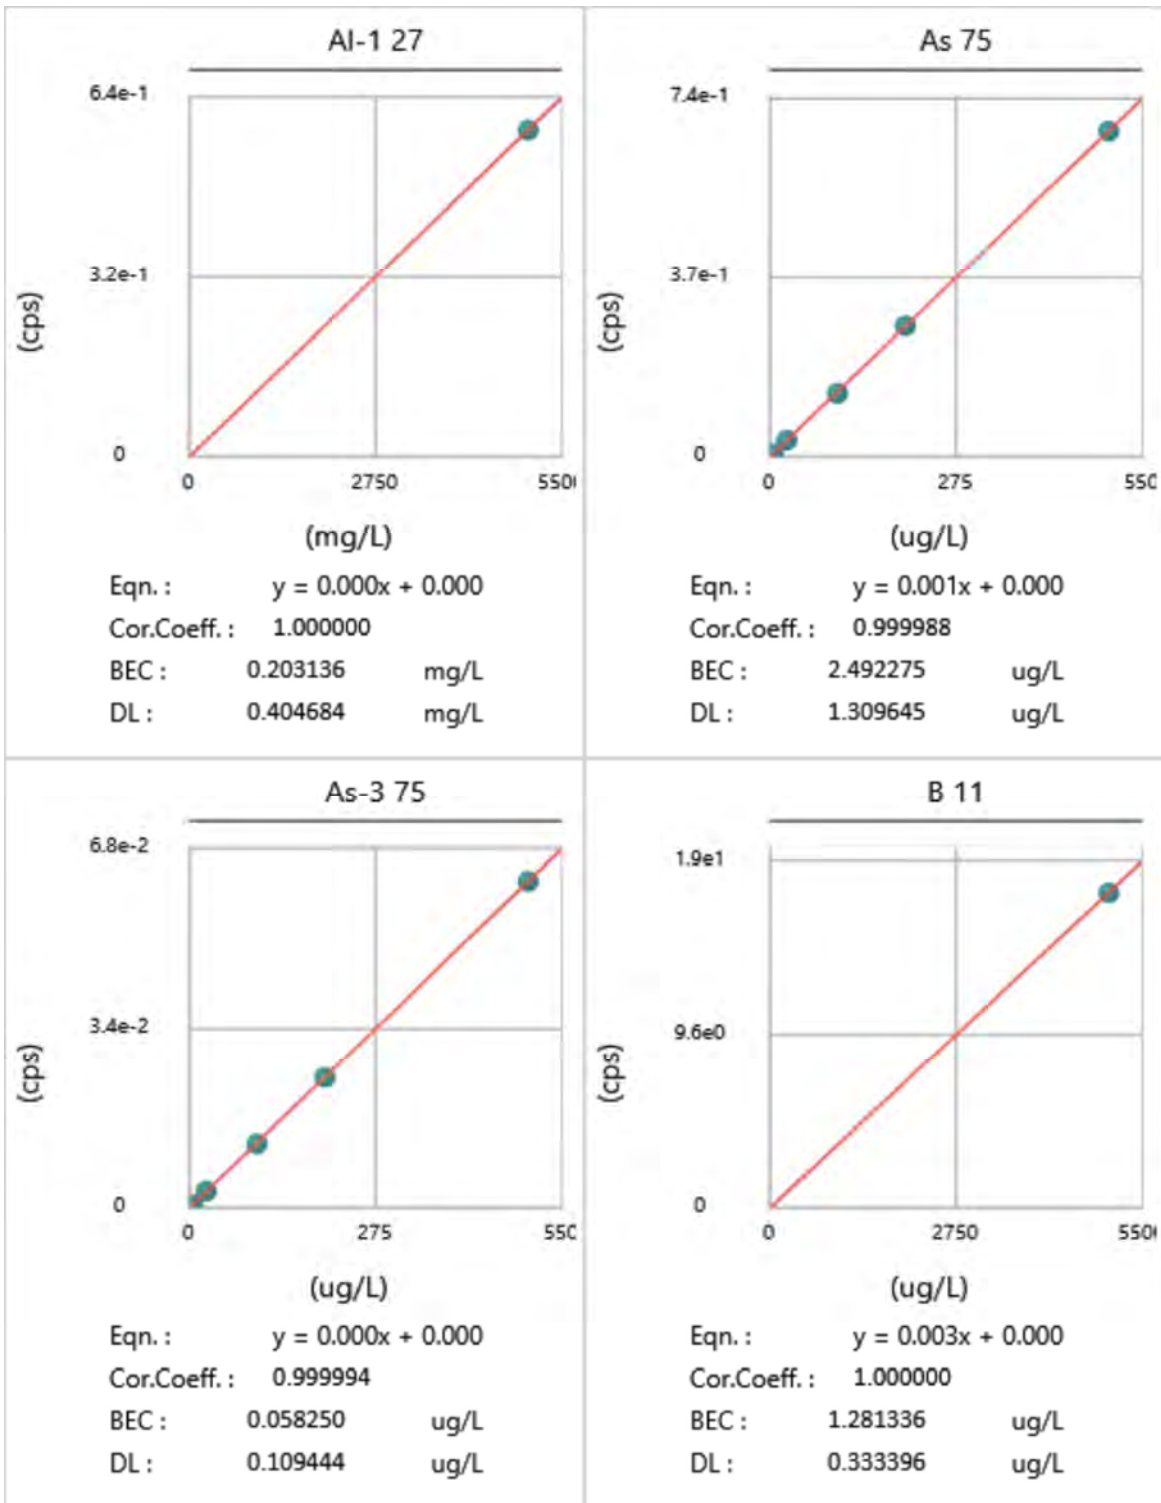 Al-1 27
6.4e-1
3.2e-1
0
(cps)
0 2750 550
(mg/L)
Eqn. : y = 0.000x + 0.000
Cor.Coeff. : 1.000000
BEC : 0.203136 mg/L
DL : 0.404684 mg/L
As 75
7.4e-1
3.7e-1
0
(cps)
0 275 550
(ug/L)
Eqn. : y = 0.001x + 0.000
Cor.Coeff. : 0.999988
BEC : 2.492275 ug/L
DL : 1.309645 ug/L
As-3 75
6.8e-2
3.4e-2
0
(cps)
0 275 550
(ug/L)
Eqn. : y = 0.000x + 0.000
Cor.Coeff. : 0.999994
BEC : 0.058250 ug/L
DL : 0.109444 ug/L
B 11
1.9e1
9.6e0
0
(cps)
0 2750 550
(ug/L)
Eqn. : y = 0.003x + 0.000
Cor.Coeff. : 1.000000
BEC : 1.281336 ug/L
DL : 0.333396 ug/L